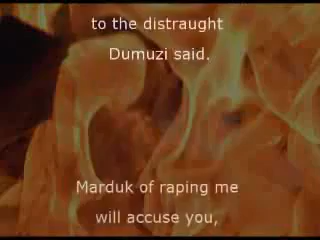 to the distraught
Dumuzi said.
Marduk of raping me
will accuse you,